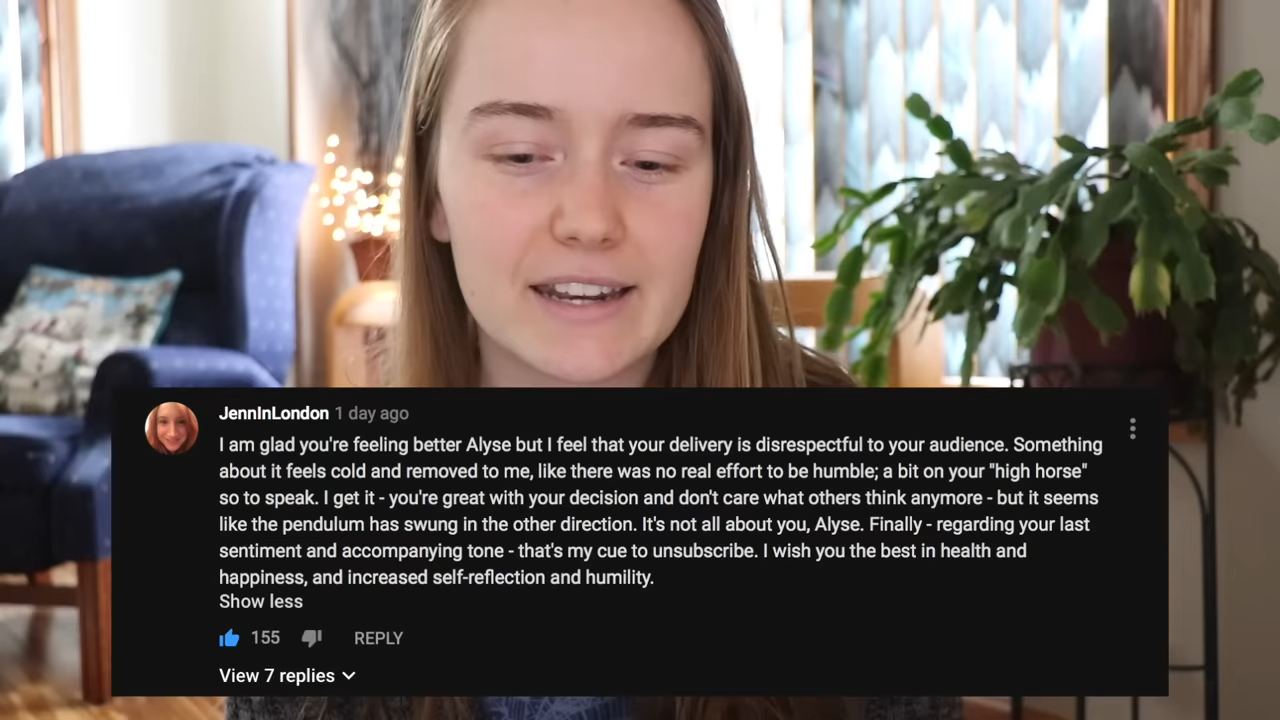 JennInLondon 1 day ago
I am glad you're feeling better Alyse but I feel that your delivery is disrespectful to your audience. Something
about it feels cold and removed to me, like there was no real effort to be humble; a bit on your "high horse"
so to speak. I get it - you're great with your decision and don't care what others think anymore - but it seems
like the pendulum has swung in the other direction. It's not all about you, Alyse. Finally - regarding your last
sentiment and accompanying tone - that's my cue to unsubscribe. I wish you the best in health and
happiness, and increased self-reflection and humility.
Show less
155 REPLY
View 7 replies